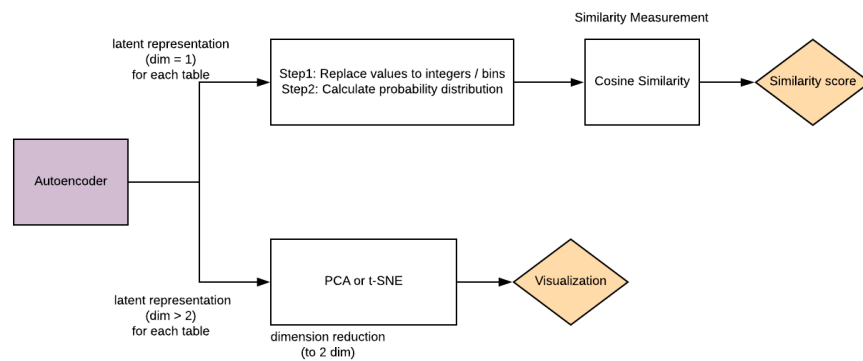 Similarity Measurement
latent representation
(dim = 1)
for each table
Step1: Replace values to integers / bins
Step2: Calculate probability distribution
Cosine Similarity
Similarity score
Autoencoder
latent representation
(dim > 2)
for each table
PCA or t-SNE
Visualization
dimension reduction
(to 2 dim)